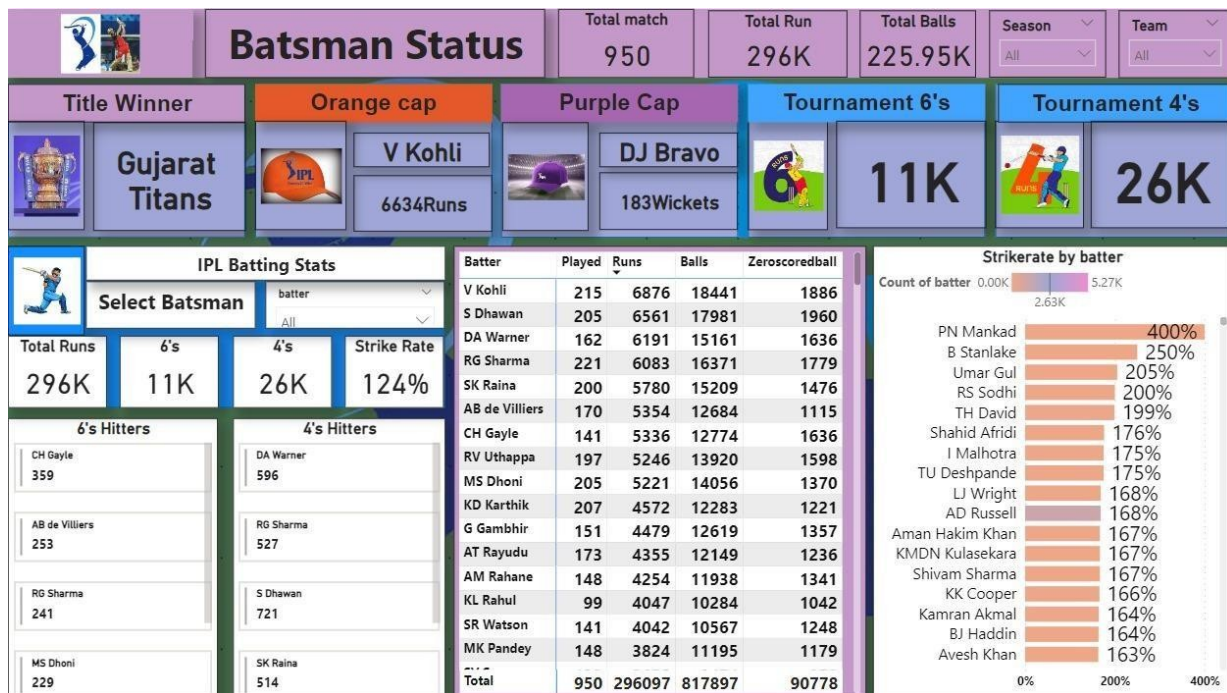 Batsman Status
Total match
950
Total Run
296K
Total Balls
225.95K
Season
All
Team
All
Title Winner
Gujarat
Titans
Orange cap
IPL
V Kohli
6634Runs
Purple Cap
DJ Bravo
183Wickets
Tournament 6's
6
RUNS
11K
Tournament 4's
4
RUNS
26K
IPL Batting Stats
Select Batsman
batter
All
Total Runs
296K
6's
11K
4's
26K
Strike Rate
124%
6's Hitters
CH Gayle
359
AB de Villiers
253
RG Sharma
241
MS Dhoni
229
4's Hitters
DA Warner
596
RG Sharma
527
S Dhawan
721
SK Raina
514
Batter Played Runs Balls Zeroscoredball
V Kohli 215 6876 18441 1886
S Dhawan 205 6561 17981 1960
DA Warner 162 6191 15161 1636
RG Sharma 221 6083 16371 1779
SK Raina 200 5780 15209 1476
AB de Villiers 170 5354 12684 1115
CH Gayle 141 5336 12774 1636
RV Uthappa 197 5246 13920 1598
MS Dhoni 205 5221 14056 1370
KD Karthik 207 4572 12283 1221
G Gambhir 151 4479 12619 1357
AT Rayudu 173 4355 12149 1236
AM Rahane 148 4254 11938 1341
KL Rahul 99 4047 10284 1042
SR Watson 141 4042 10567 1248
MK Pandey 148 3824 11195 1179
Total 950 296097 817897 90778
Strikerate by batter
Count of batter 0.00K 5.27K
2.63K
PN Mankad 400%
B Stanlake 250%
Umar Gul 205%
RS Sodhi 200%
TH David 199%
Shahid Afridi 176%
I Malhotra 175%
TU Deshpande 175%
LJ Wright 168%
AD Russell 168%
Aman Hakim Khan 167%
KMDN Kulasekara 167%
Shivam Sharma 167%
KK Cooper 166%
Kamran Akmal 164%
BJ Haddin 164%
Avesh Khan 163%
0% 200% 400%